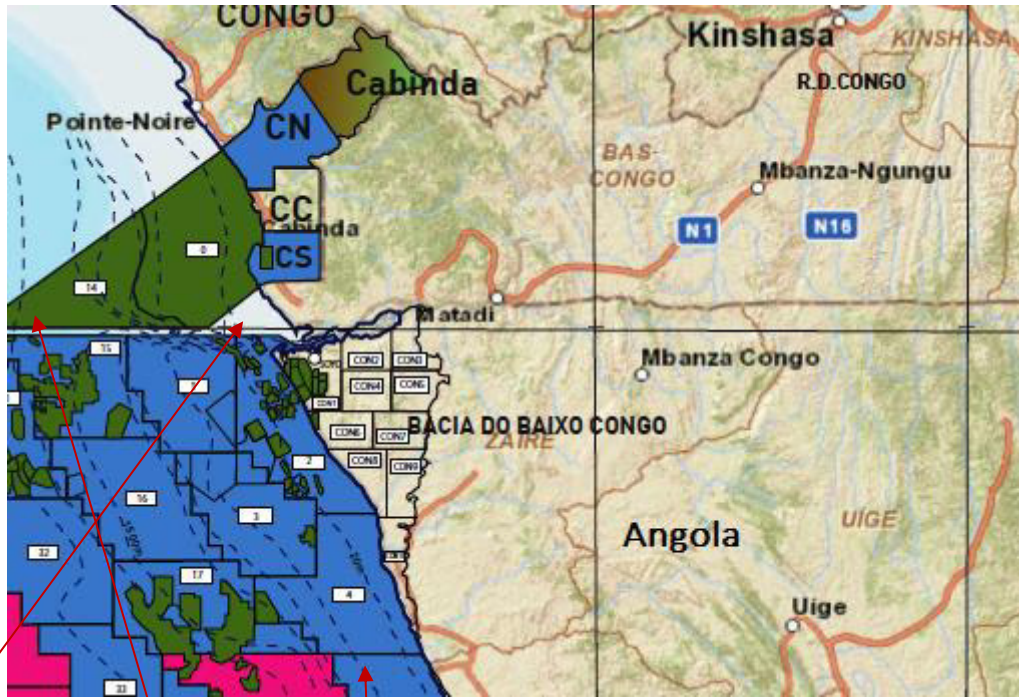 CONGO
Kinshasa
KINSHASA
Cabinda
R.D.CONGO
Pointe-Noire
CN
BAS-
CONGO
Mbanza-Ngungu
CC
Cabinda
N1
N16
0
CS
14
Matadi
15
Mbanza Congo
CON2
CON3
CON4
CON5
CON1
BACIA DO BAIXO CONGO
CON6
CON7
ZAIRE
2
CON8
CON9
16
3
UÍGE
1500m
Angola
32
17
4
Uíge
33